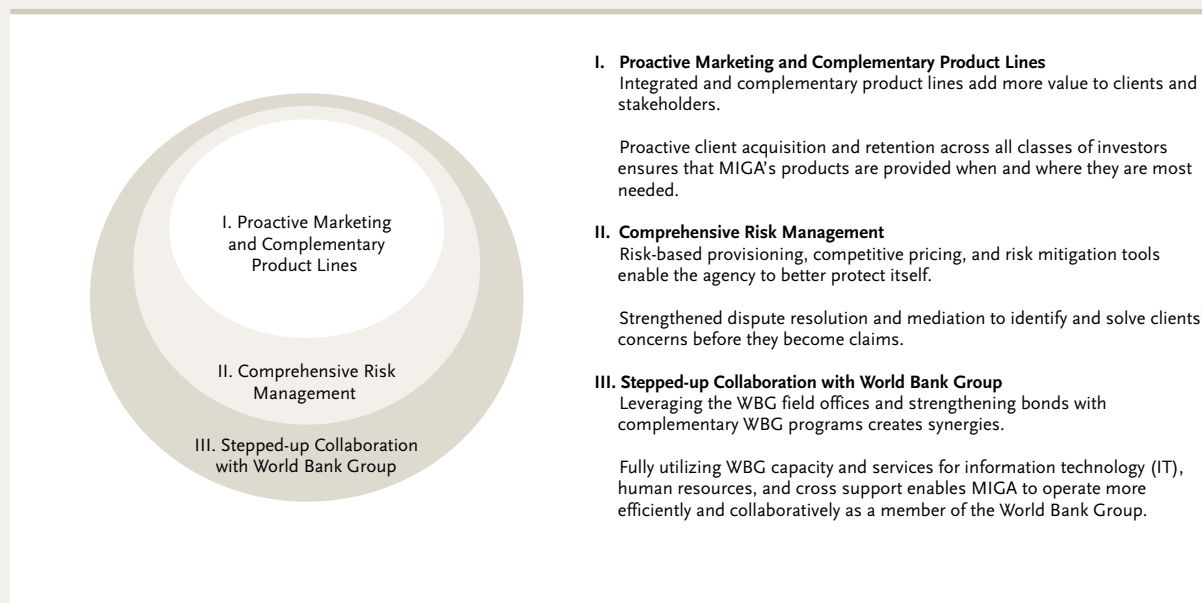 I. Proactive Marketing
and Complementary
Product Lines
II. Comprehensive Risk
Management
III. Stepped-up Collaboration
with World Bank Group
I. Proactive Marketing and Complementary Product Lines
Integrated and complementary product lines add more value to clients and
stakeholders.
Proactive client acquisition and retention across all classes of investors
ensures that MIGA’s products are provided when and where they are most
needed.
II. Comprehensive Risk Management
Risk-based provisioning, competitive pricing, and risk mitigation tools
enable the agency to better protect itself.
Strengthened dispute resolution and mediation to identify and solve clients’
concerns before they become claims.
III. Stepped-up Collaboration with World Bank Group
Leveraging the WBG field offices and strengthening bonds with
complementary WBG programs creates synergies.
Fully utilizing WBG capacity and services for information technology (IT),
human resources, and cross support enables MIGA to operate more
efficiently and collaboratively as a member of the World Bank Group.